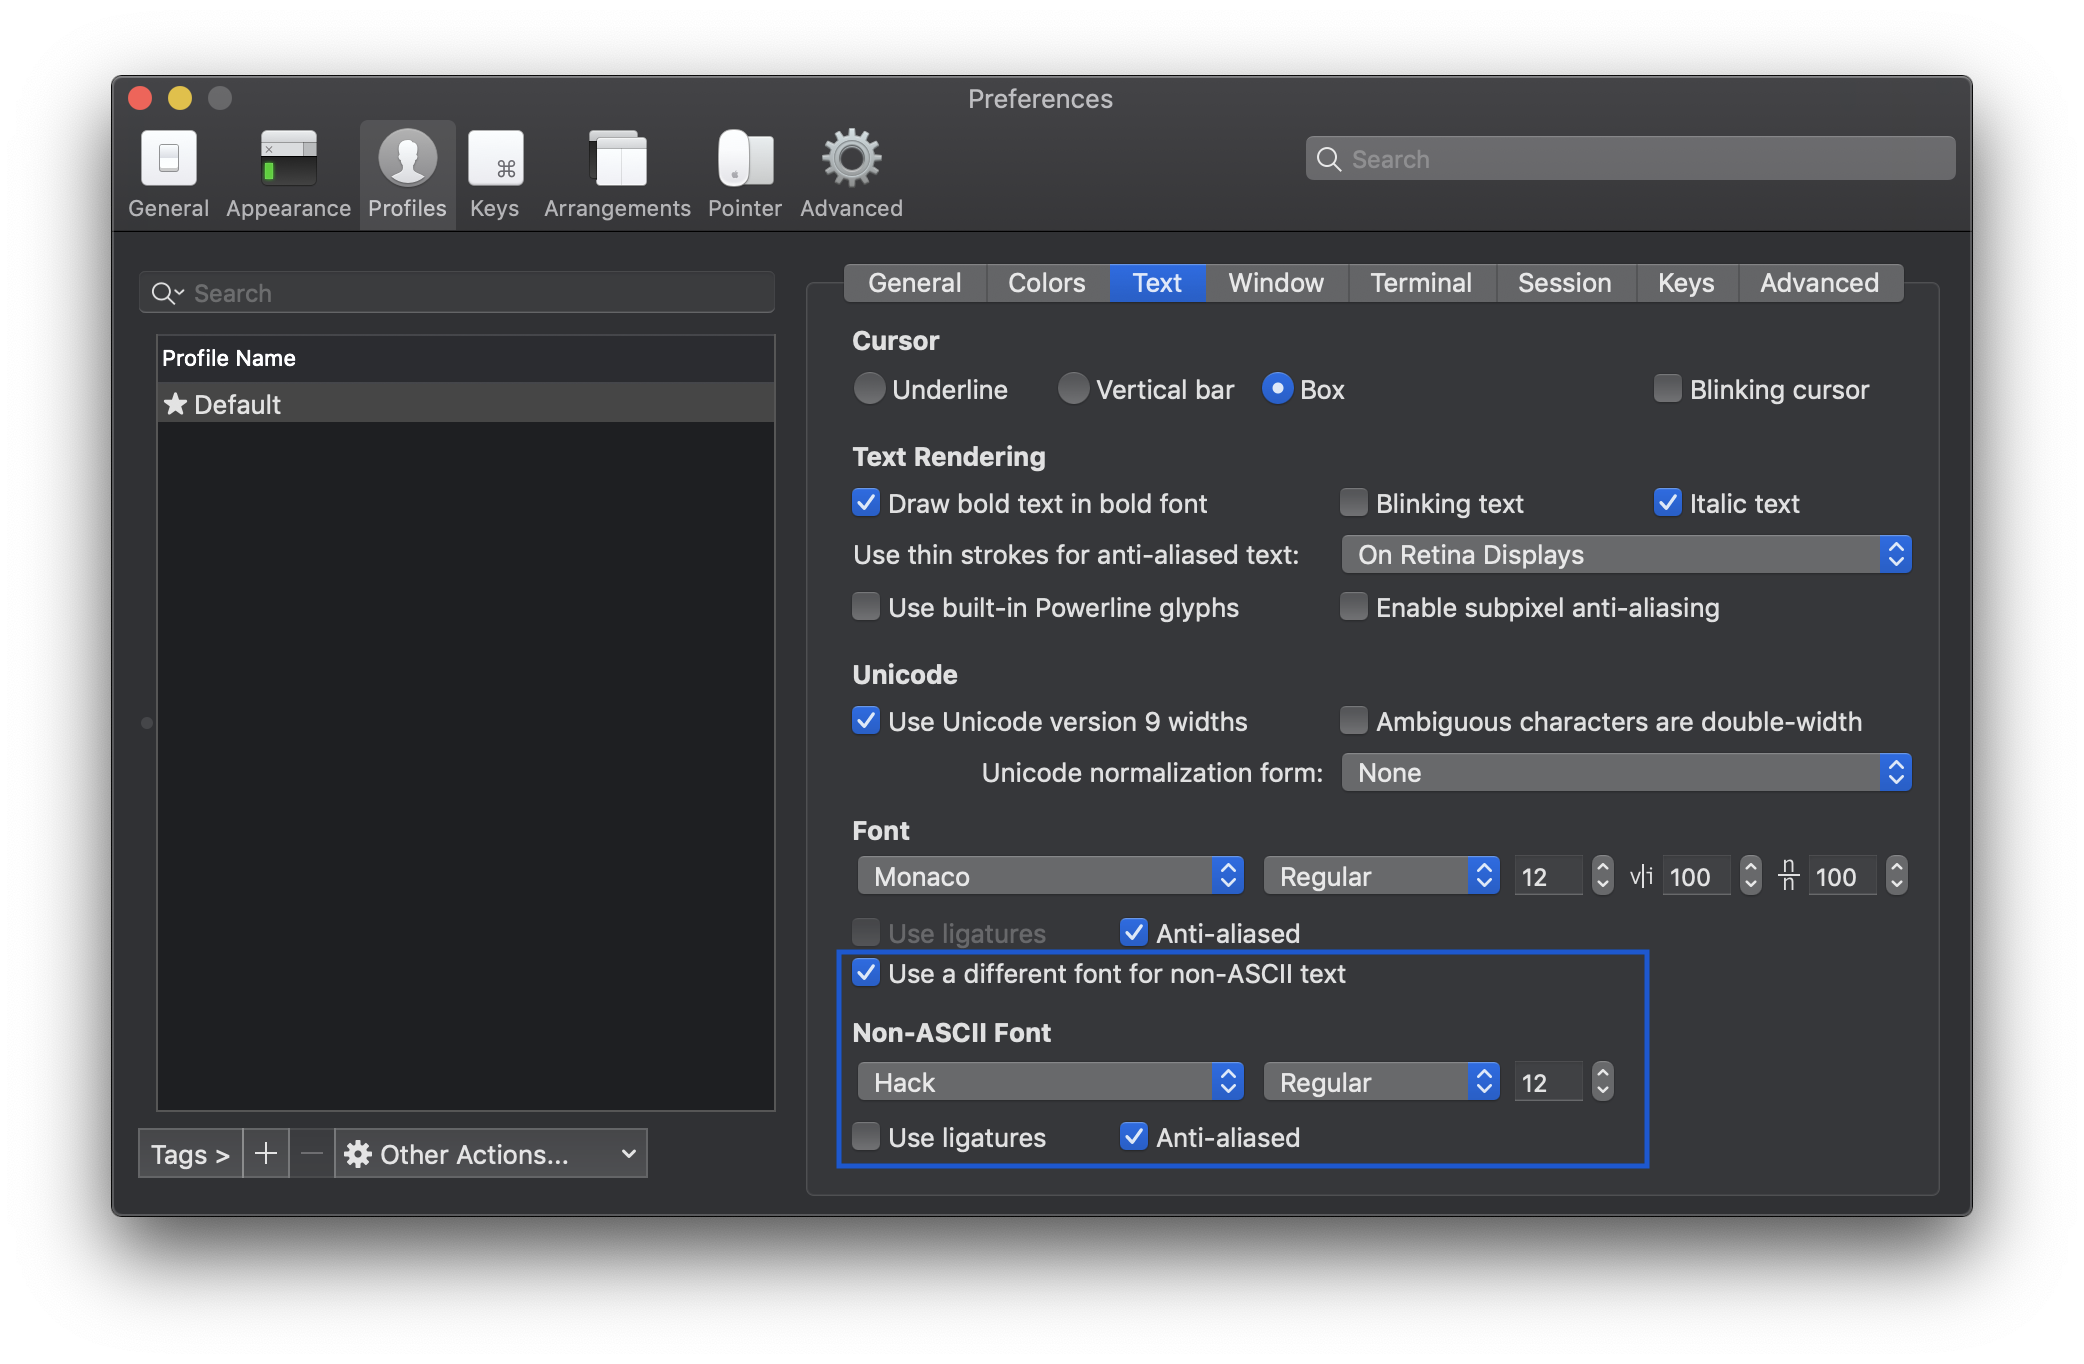 Preferences
General Appearance Profiles Keys Arrangements Pointer Advanced
Search
Search
Profile Name
Default
Tags > Other Actions...
General Colors Text Window Terminal Session Keys Advanced
Cursor
Underline Vertical bar Box Blinking cursor
Text Rendering
Draw bold text in bold font Blinking text Italic text
Use thin strokes for anti-aliased text: On Retina Displays
Use built-in Powerline glyphs Enable subpixel anti-aliasing
Unicode
Use Unicode version 9 widths Ambiguous characters are double-width
Unicode normalization form: None
Font
Monaco Regular 12 v|i 100 n/n 100
Use ligatures Anti-aliased
Use a different font for non-ASCII text
Non-ASCII Font
Hack Regular 12
Use ligatures Anti-aliased